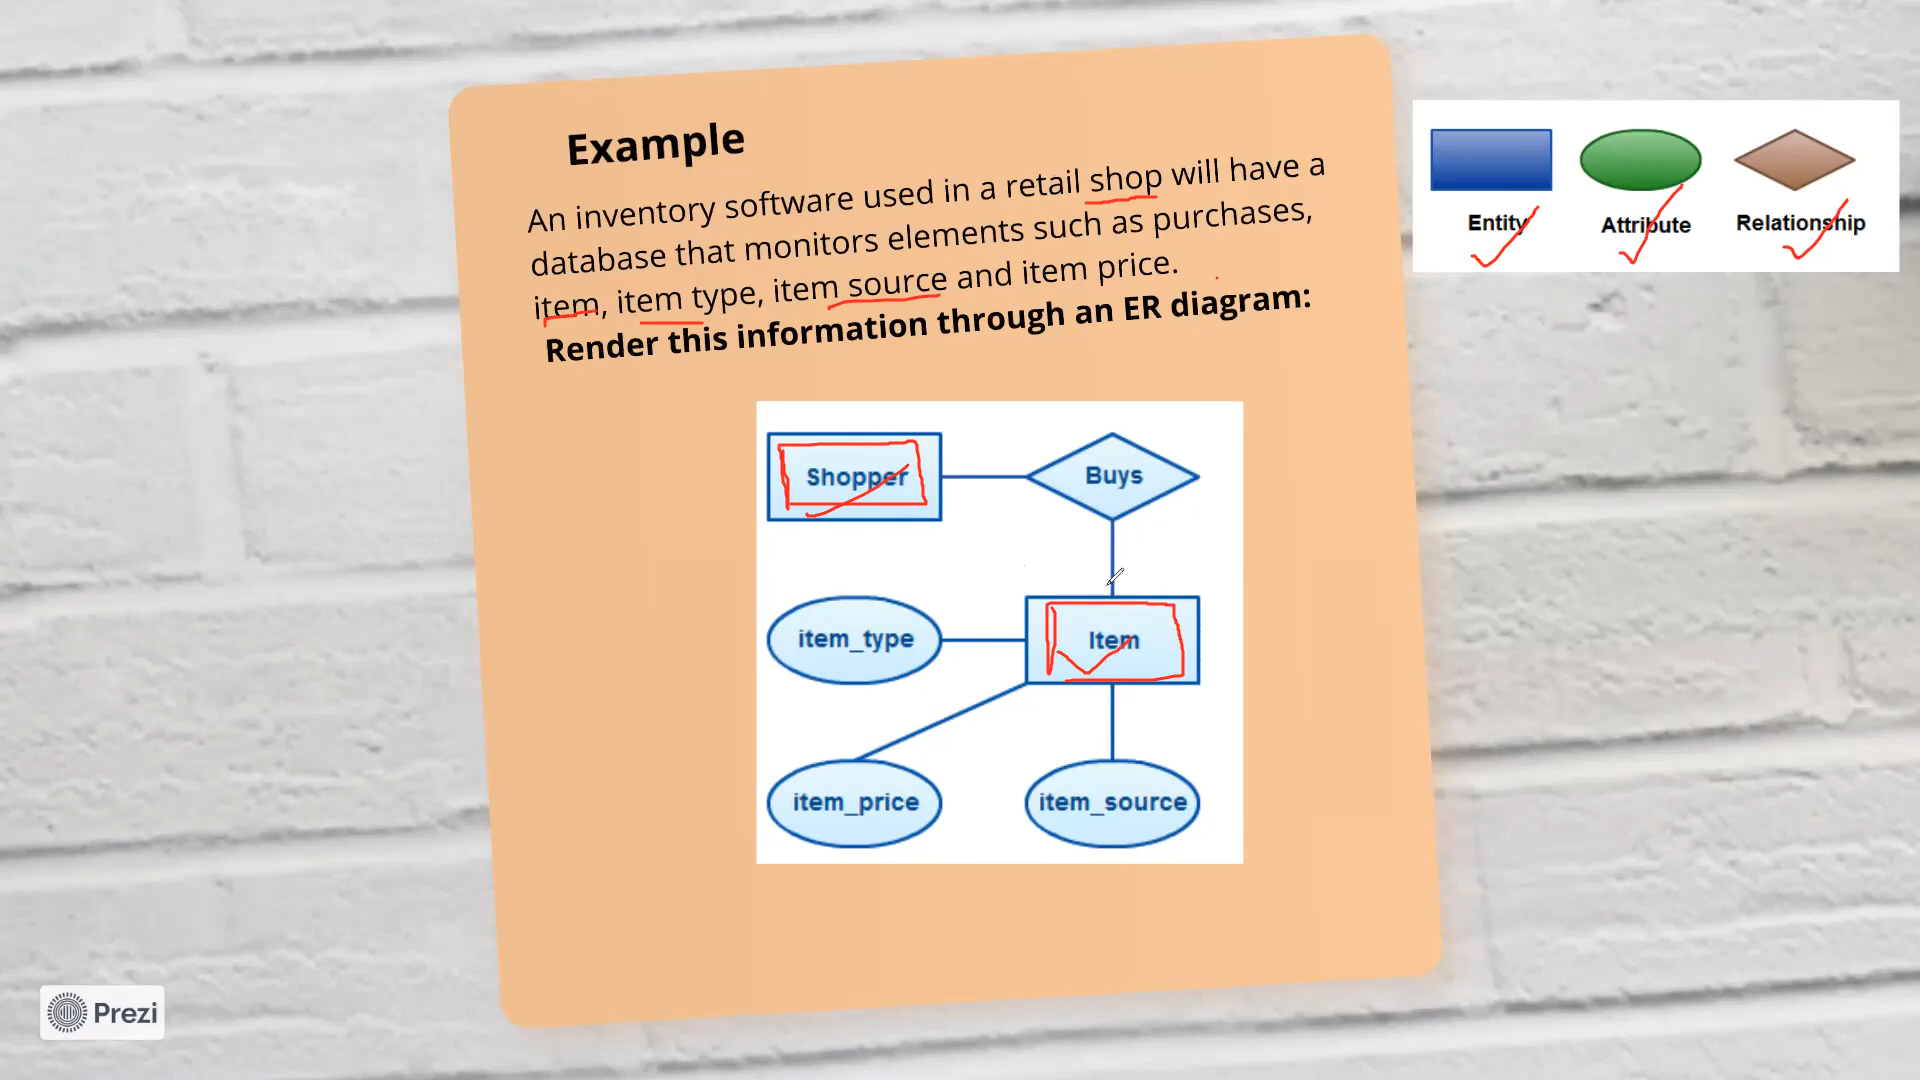 Example
An inventory software used in a retail shop will have a
database that monitors elements such as purchases,
item, item type, item source and item price.
Render this information through an ER diagram:
Entity Attribute Relationship
Shopper Buys
item_type Item
item_price item_source
Prezi